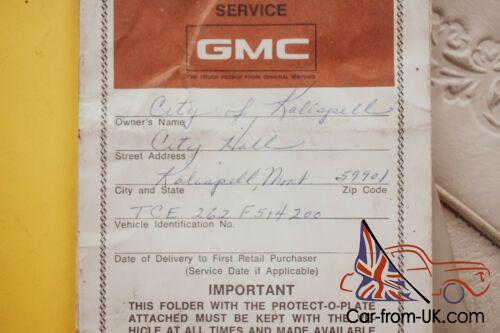 SERVICE
GMC
THE TRUCK PEOPLE FROM GENERAL MOTORS
City of Kalispell
Owner's Name
City Hall
Street Address
Kalispell, Mont 59901
City and State Zip Code
TCE 262 F514200
Vehicle Identification No.
Date of Delivery to First Retail Purchaser
(Service Date if Applicable)
IMPORTANT
THIS FOLDER WITH THE PROTECT-O-PLATE
ATTACHED MUST BE KEPT WITH THE
HICLE AT ALL TIMES AND MADE AVAILABLE
Car-from-UK.com